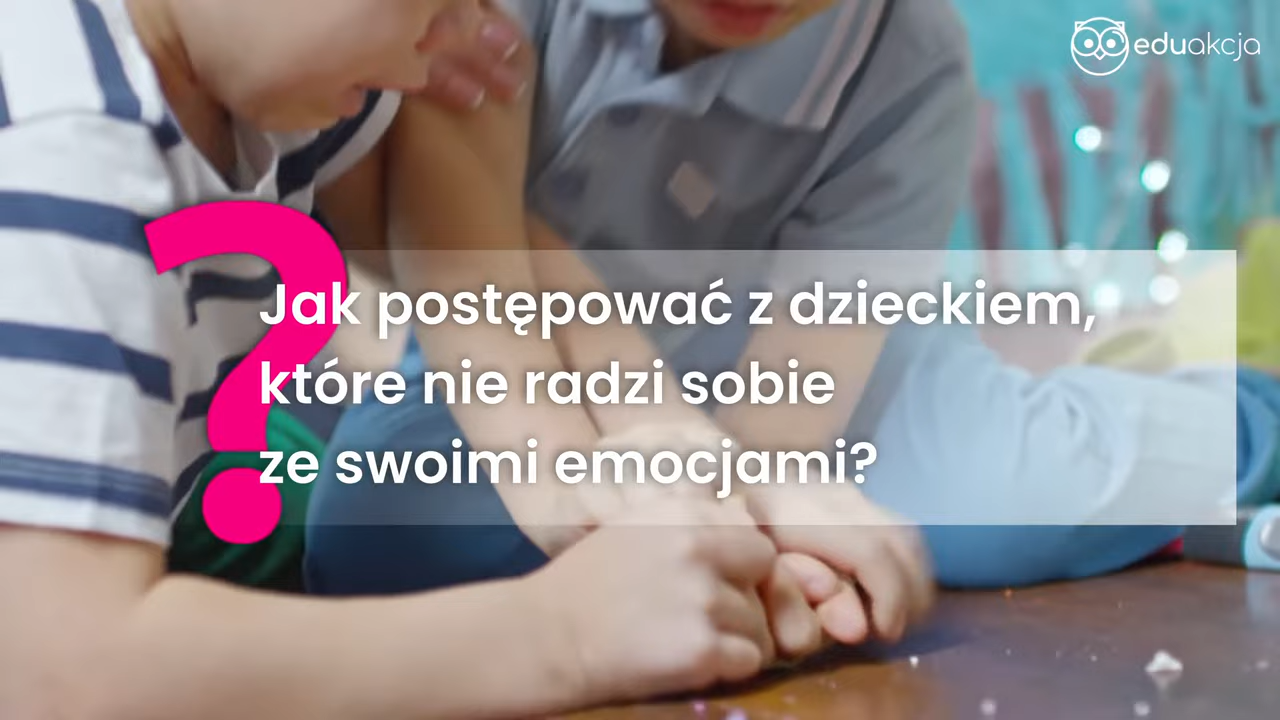 eduakcja
?
Jak postępować z dzieckiem,
które nie radzi sobie
ze swoimi emocjami?